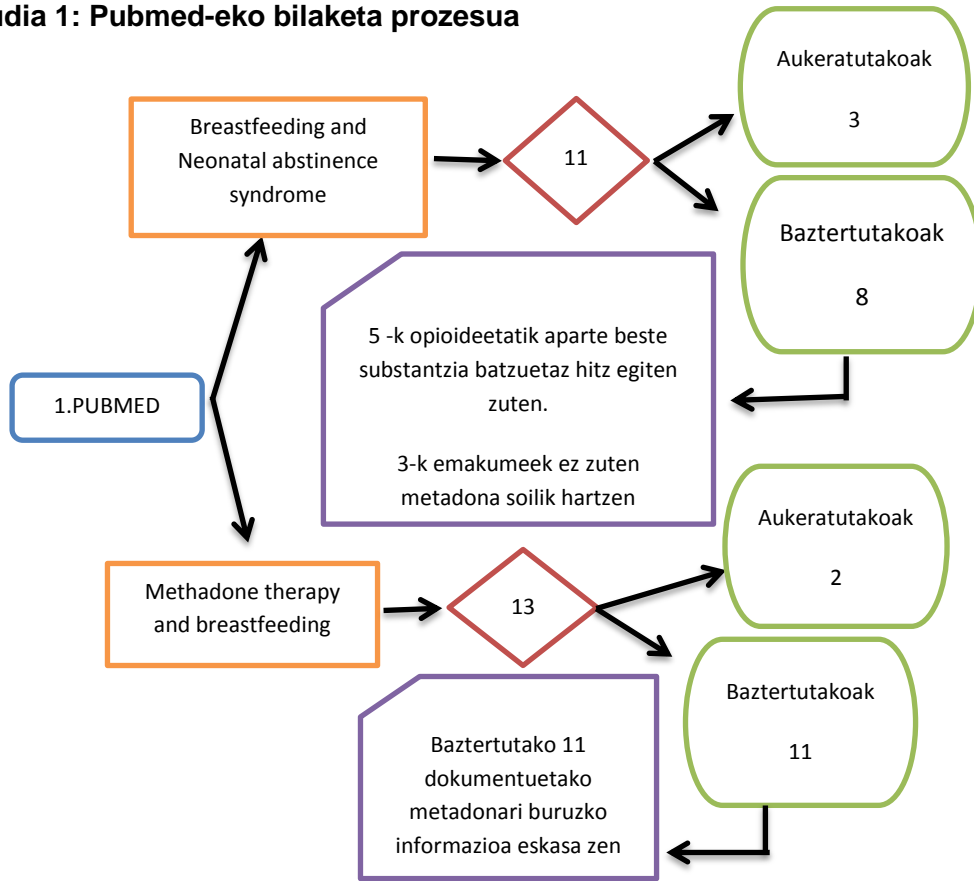 udia 1: Pubmed-eko bilaketa prozesua
Breastfeeding and
Neonatal abstinence
syndrome
11
Aukeratutakoak
3
Baztertutakoak
8
5 -k opioideetatik aparte beste
substantzia batzuetaz hitz egiten
zuten.
3-k emakumeek ez zuten
metadona soilik hartzen
1.PUBMED
Methadone therapy
and breastfeeding
13
Aukeratutakoak
2
Baztertutakoak
11
Baztertutako 11
dokumentuetako
metadonari buruzko
informazioa eskasa zen